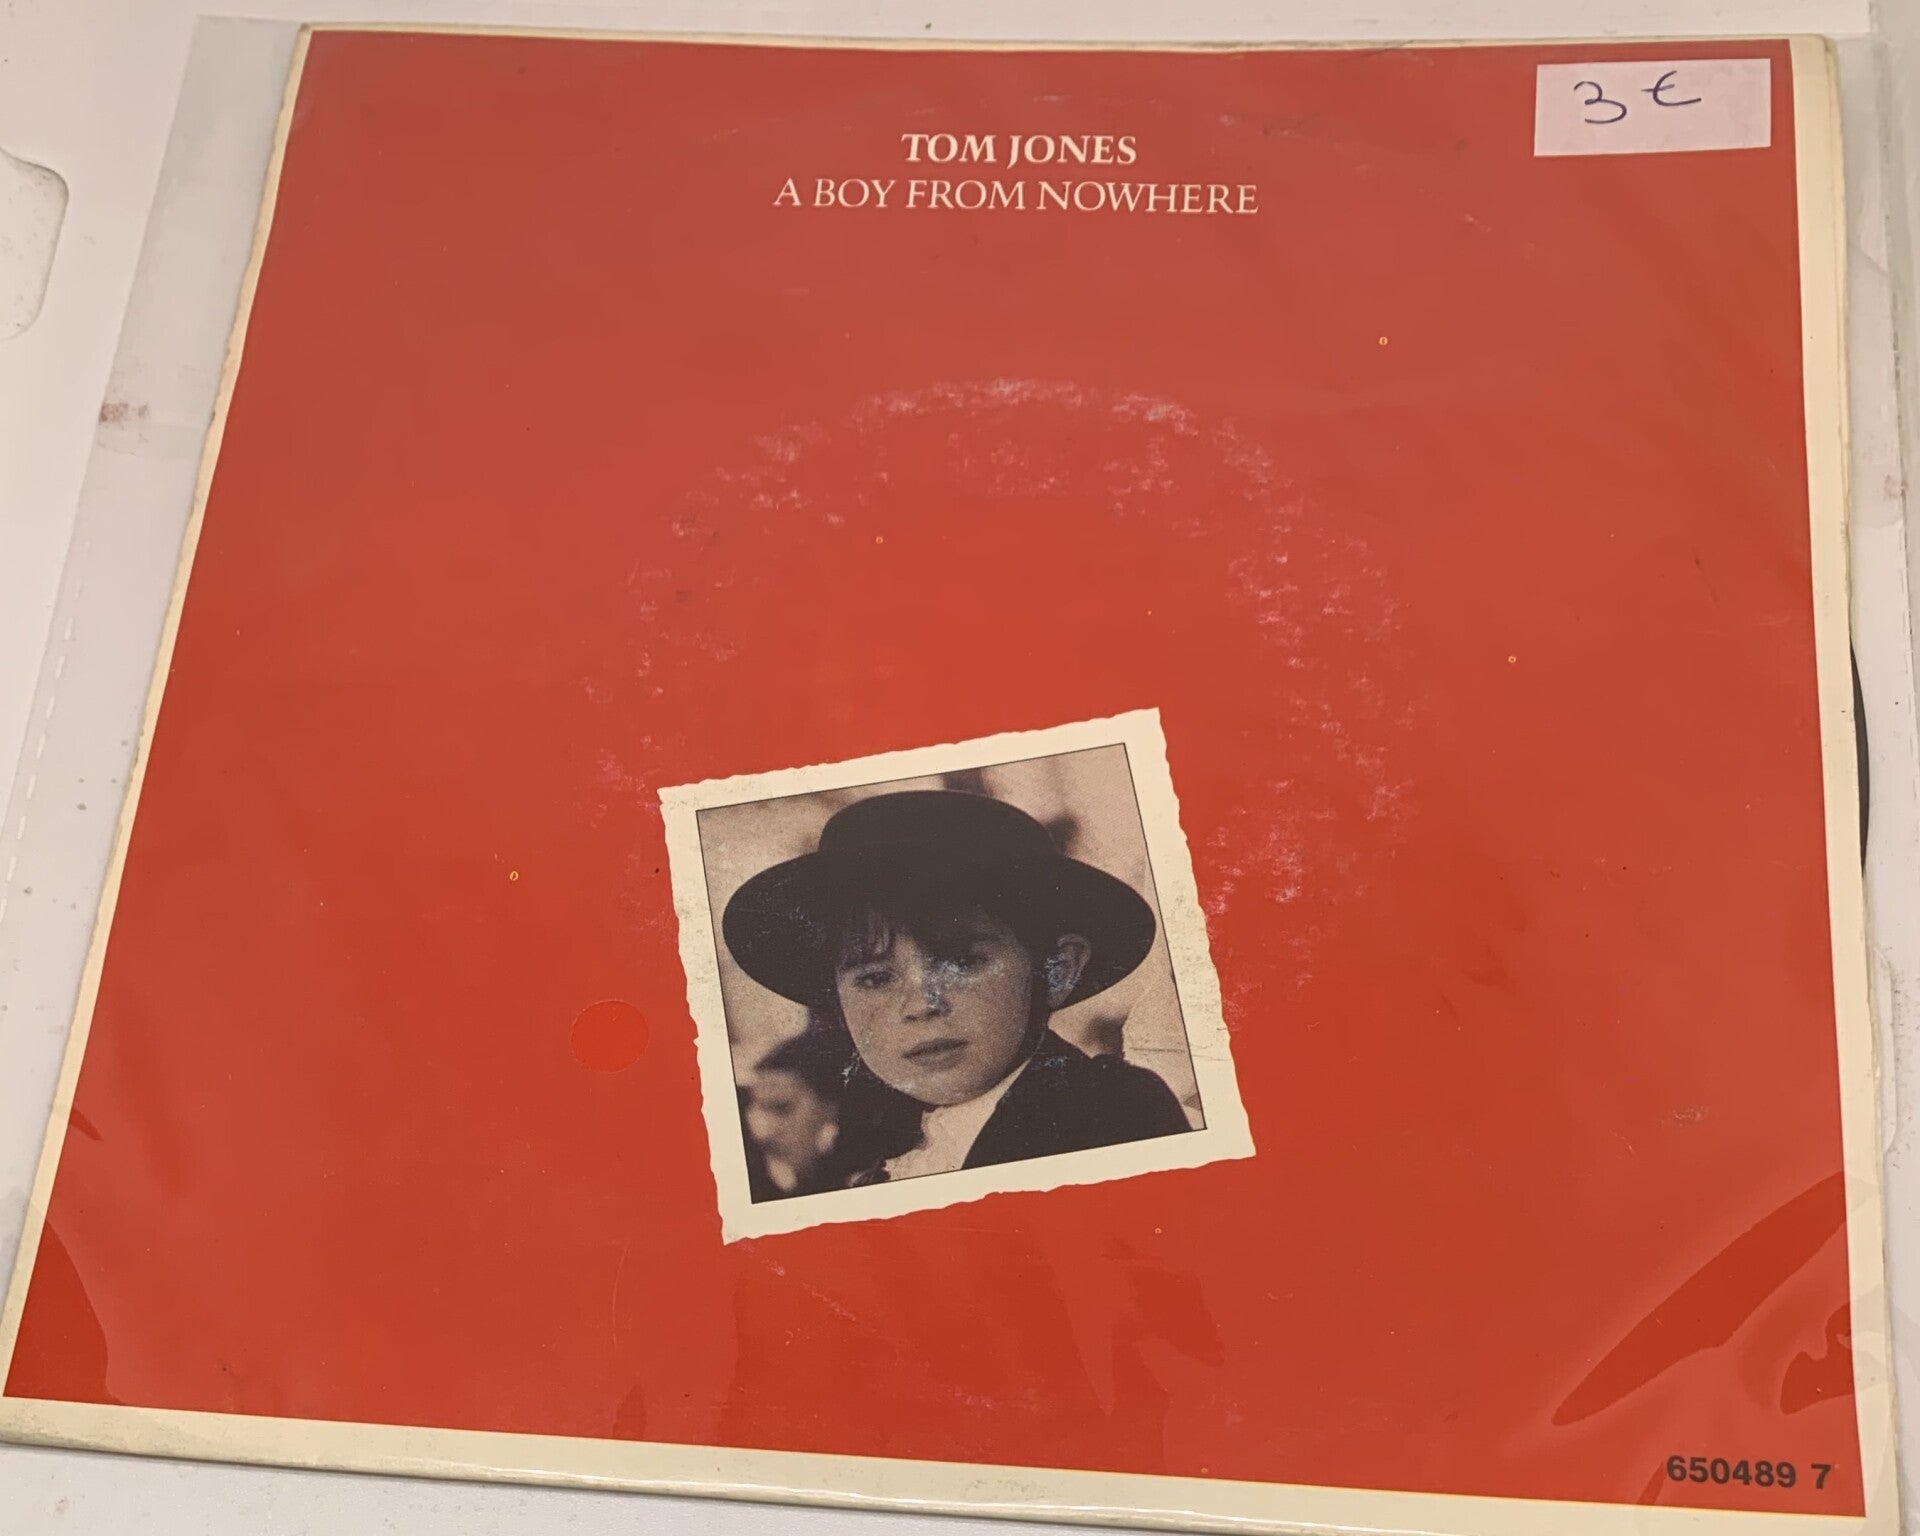 3 €
TOM JONES
A BOY FROM NOWHERE
650489 7